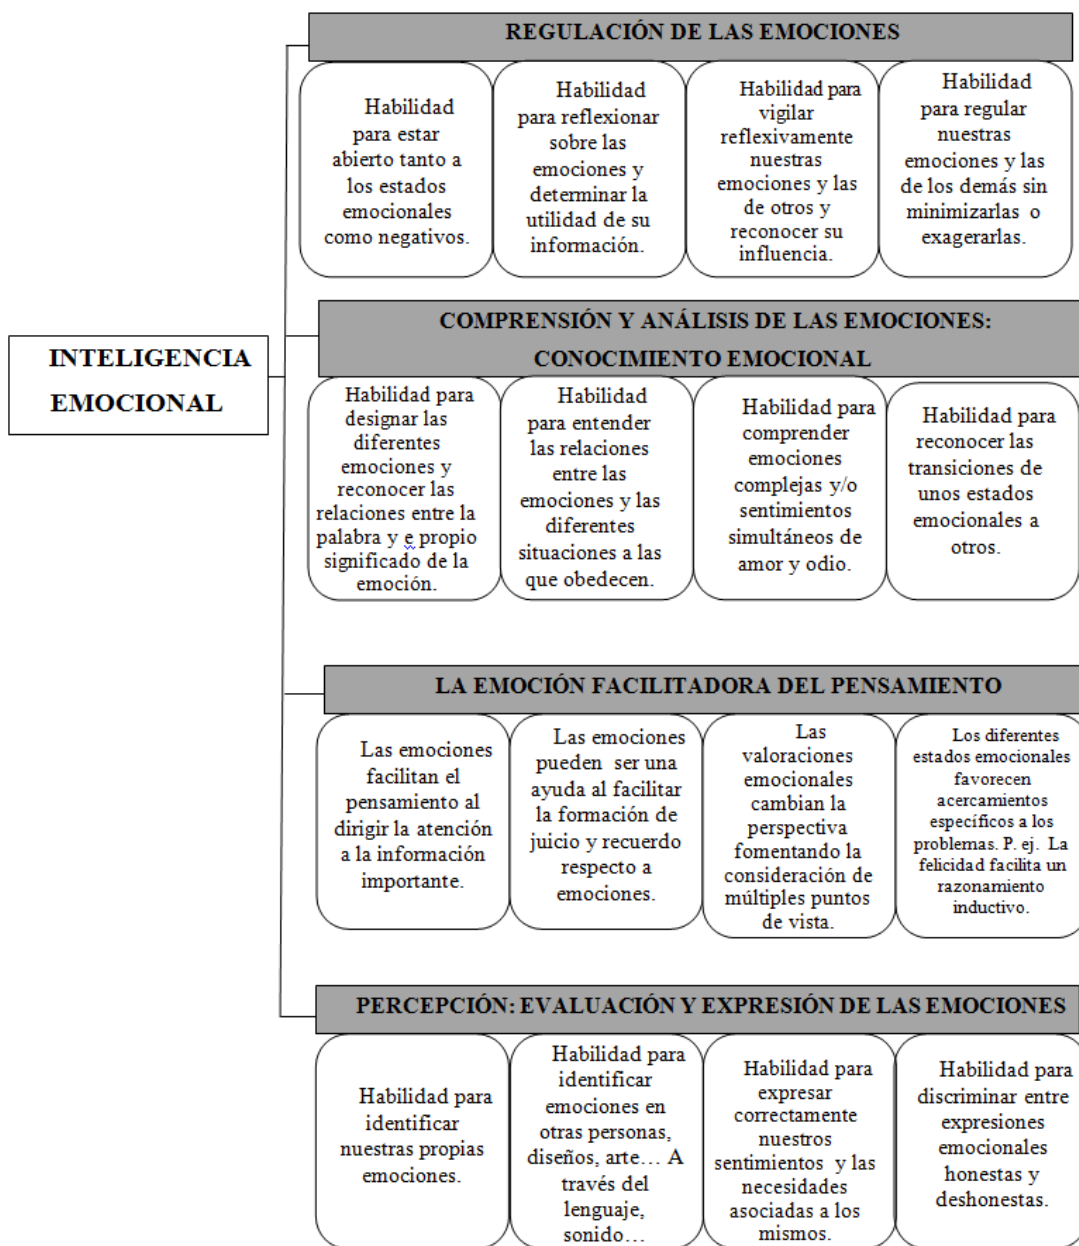 REGULACIÓN DE LAS EMOCIONES
Habilidad
para estar
abierto tanto a
los estados
emocionales
como negativos.
Habilidad
para reflexionar
sobre las
emociones y
determinar la
utilidad de su
información.
Habilidad para
vigilar
reflexivamente
nuestras
emociones y las
de otros y
reconocer su
influencia.
Habilidad
para regular
nuestras
emociones y las
de los demás sin
minimizarlas o
exagerarlas.
INTELIGENCIA
EMOCIONAL
COMPRENSIÓN Y ANÁLISIS DE LAS EMOCIONES:
CONOCIMIENTO EMOCIONAL
Habilidad para
designar las
diferentes
emociones y
reconocer las
relaciones entre la
palabra y e propio
significado de la
emoción.
Habilidad
para entender
las relaciones
entre las
emociones y las
diferentes
situaciones a las
que obedecen.
Habilidad para
comprender
emociones
complejas y/o
sentimientos
simultáneos de
amor y odio.
Habilidad para
reconocer las
transiciones de
unos estados
emocionales a
otros.
LA EMOCIÓN FACILITADORA DEL PENSAMIENTO
Las emociones
facilitan el
pensamiento al
dirigir la atención
a la información
importante.
Las emociones
pueden ser una
ayuda al facilitar
la formación de
juicio y recuerdo
respecto a
emociones.
Las
valoraciones
emocionales
cambian la
perspectiva
fomentando la
consideración de
múltiples puntos
de vista.
Los diferentes
estados emocionales
favorecen
acercamientos
específicos a los
problemas. P. ej. La
felicidad facilita un
razonamiento
inductivo.
PERCEPCIÓN: EVALUACIÓN Y EXPRESIÓN DE LAS EMOCIONES
Habilidad para
identificar
nuestras propias
emociones.
Habilidad para
identificar
emociones en
otras personas,
diseños, arte… A
través del
lenguaje,
sonido…
Habilidad para
expresar
correctamente
nuestros
sentimientos y las
necesidades
asociadas a los
mismos.
Habilidad para
discriminar entre
expresiones
emocionales
honestas y
deshonestas.